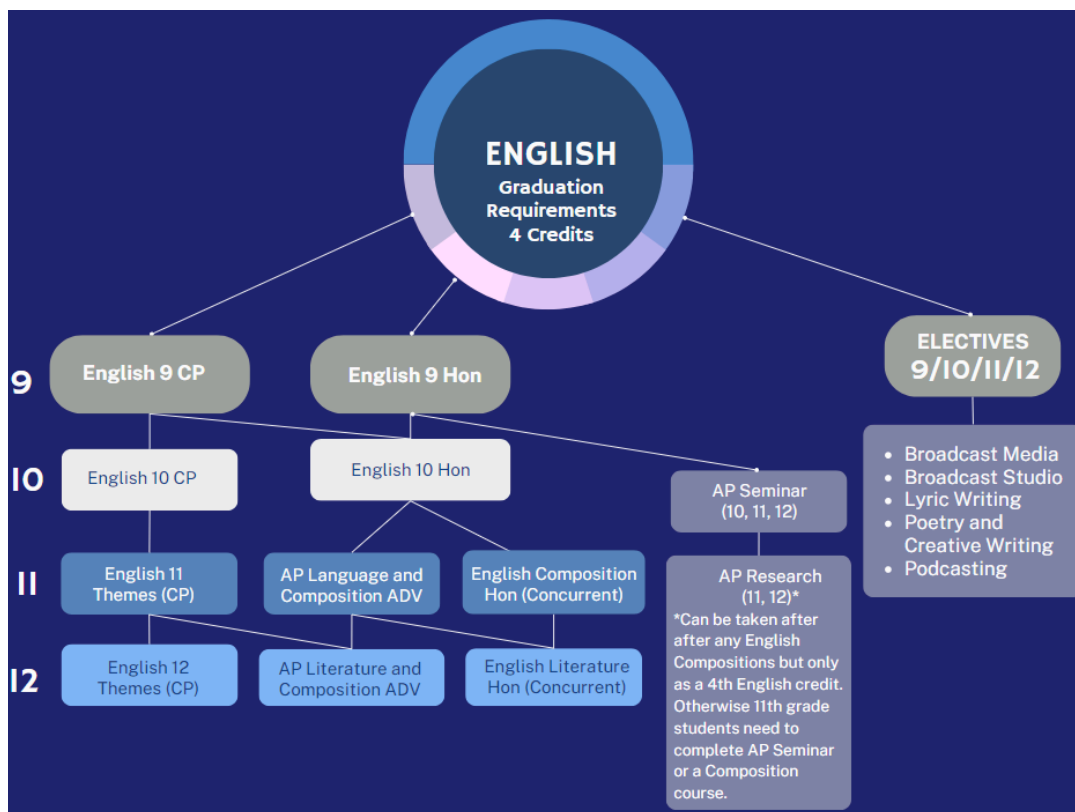 ENGLISH
Graduation
Requirements
4 Credits
9
English 9 CP
English 9 Hon
ELECTIVES
9/10/11/12
10
English 10 CP
English 10 Hon
AP Seminar
(10, 11, 12)
• Broadcast Media
• Broadcast Studio
• Lyric Writing
• Poetry and
Creative Writing
• Podcasting
11
English 11
Themes (CP)
AP Language and
Composition ADV
English Composition
Hon (Concurrent)
AP Research
(11, 12)*
*Can be taken after
after any English
Compositions but only
as a 4th English credit.
Otherwise 11th grade
students need to
complete AP Seminar
or a Composition
course.
12
English 12
Themes (CP)
AP Literature and
Composition ADV
English Literature
Hon (Concurrent)